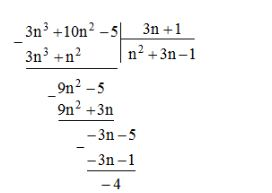 3n³ +10n² −5 | 3n +1
− 3n³ +n² | n² +3n−1
9n² −5
− 9n² +3n
−3n −5
− −3n −1
−4